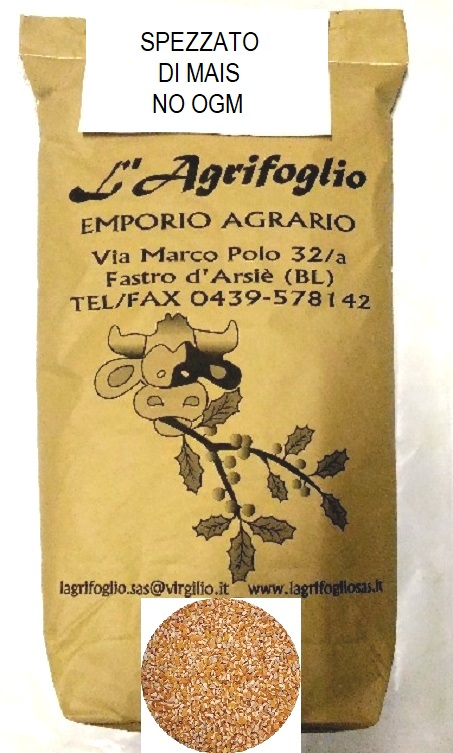 SPEZZATO
DI MAIS
NO OGM
L'Agrifoglio
EMPORIO AGRARIO
Via Marco Polo 32/a
Fastro d'Arsiè (BL)
TEL/FAX 0439-578142
lagrifoglio.sas@virgilio.it www.lagrifogliosas.it